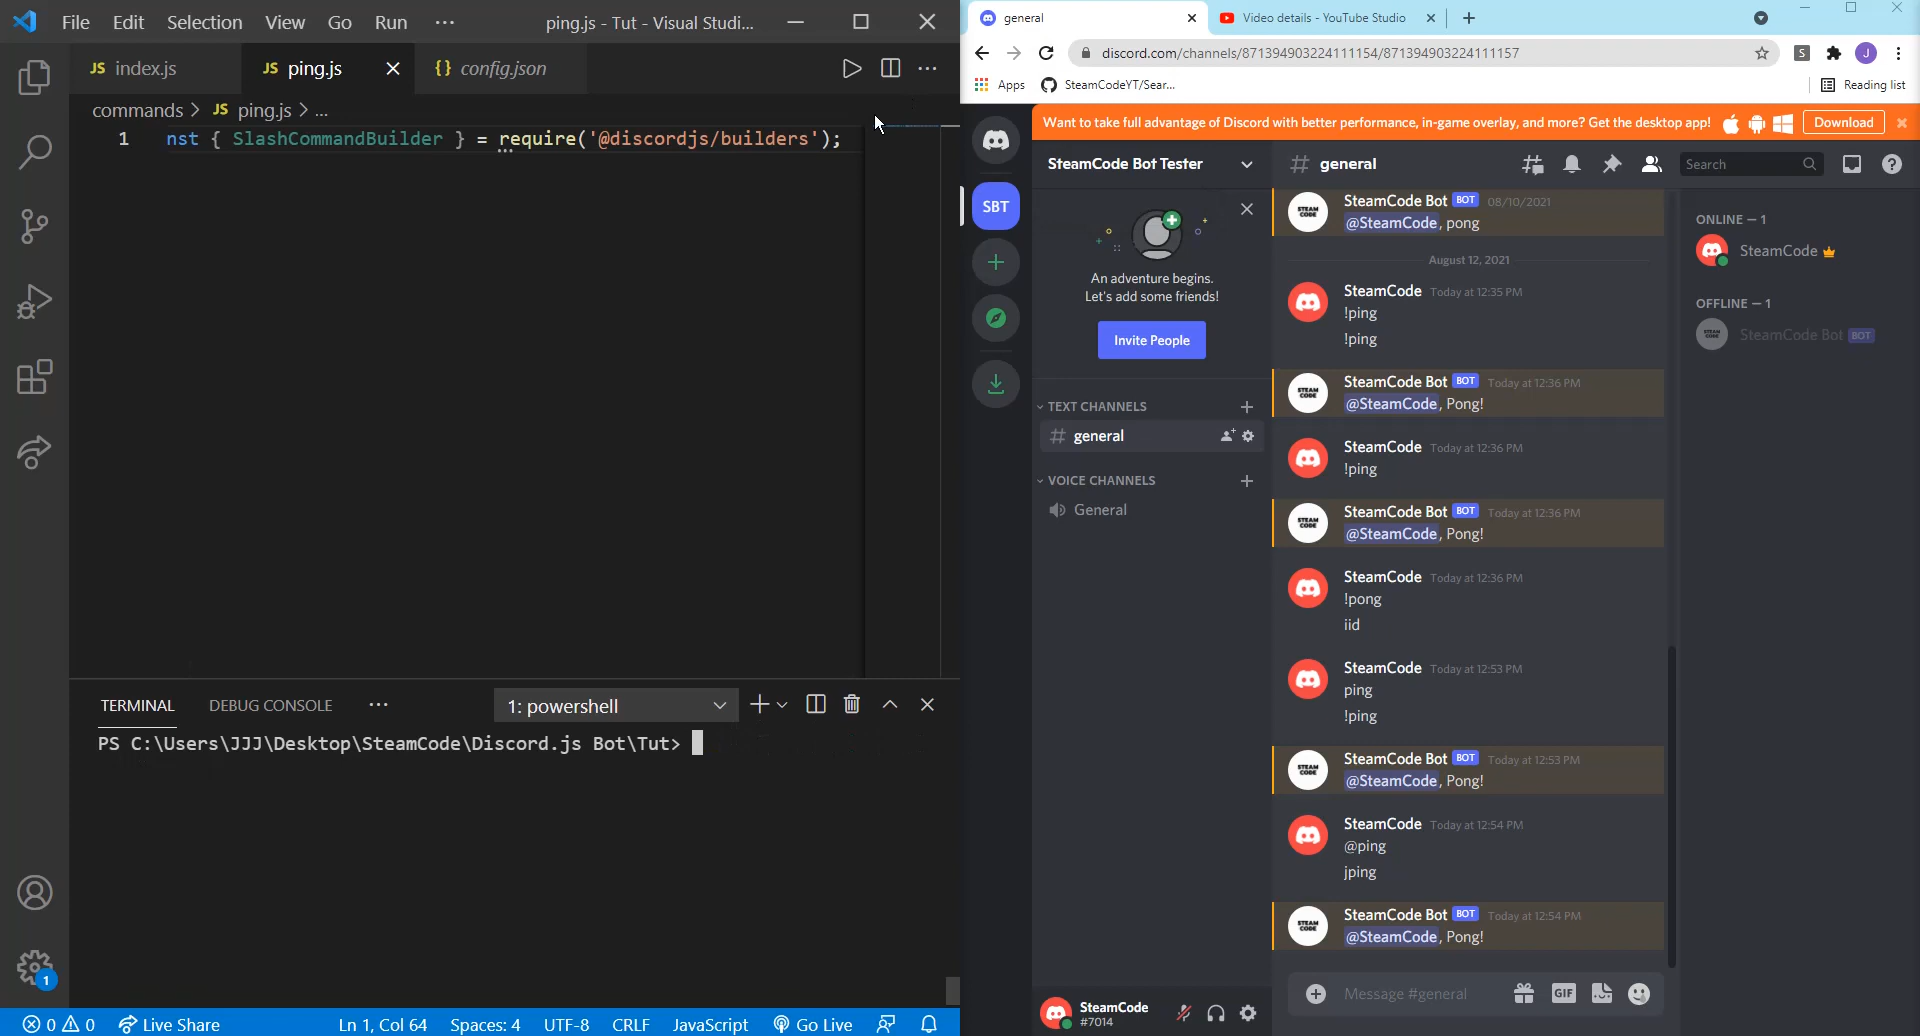 File Edit Selection View Go Run ··· ping.js - Tut - Visual Studi...
JS index.js JS ping.js {} config.json
commands > JS ping.js > ...
1 nst { SlashCommandBuilder } = require('@discordjs/builders');
TERMINAL DEBUG CONSOLE ··· 1: powershell
PS C:\Users\JJJ\Desktop\SteamCode\Discord.js Bot\Tut>
1
0 0 Live Share Ln 1, Col 64 Spaces: 4 UTF-8 CRLF JavaScript Go Live
general Video details - YouTube Studio
discord.com/channels/871394903224111154/871394903224111157 S J
Apps SteamCodeYT/Sear... Reading list
Want to take full advantage of Discord with better performance, in-game overlay, and more? Get the desktop app! Download
SBT
SteamCode Bot Tester
An adventure begins.
Let's add some friends!
Invite People
TEXT CHANNELS
# general
VOICE CHANNELS
General
SteamCode
#7014
# general Search
SteamCode Bot BOT 08/10/2021
@SteamCode, pong
August 12, 2021
SteamCode Today at 12:35 PM
!ping
!ping
SteamCode Bot BOT Today at 12:36 PM
@SteamCode, Pong!
SteamCode Today at 12:36 PM
!ping
SteamCode Bot BOT Today at 12:36 PM
@SteamCode, Pong!
SteamCode Today at 12:36 PM
!pong
iid
SteamCode Today at 12:53 PM
ping
!ping
SteamCode Bot BOT Today at 12:53 PM
@SteamCode, Pong!
SteamCode Today at 12:54 PM
@ping
jping
SteamCode Bot BOT Today at 12:54 PM
@SteamCode, Pong!
Message #general GIF
ONLINE — 1
SteamCode
OFFLINE — 1
SteamCode Bot BOT